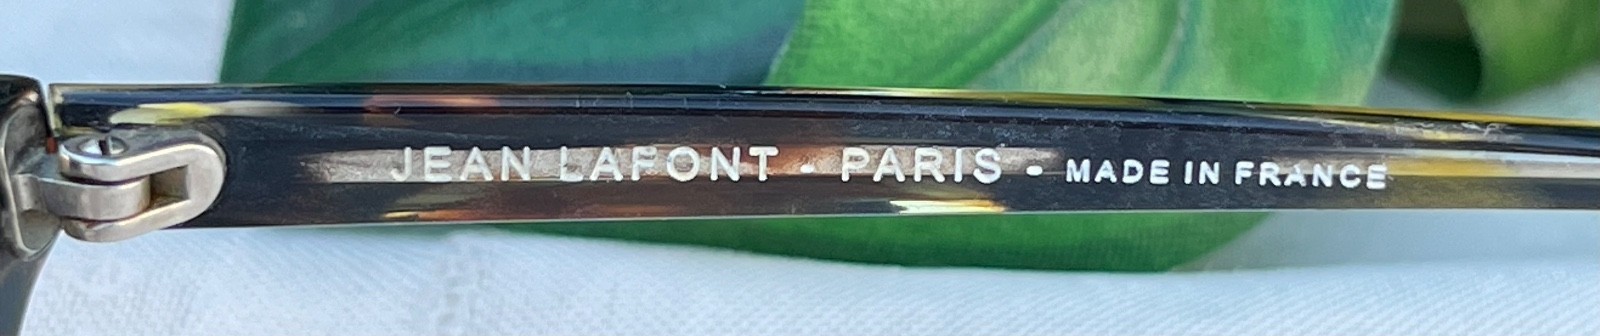 JEAN LAFONT - PARIS - MADE IN FRANCE